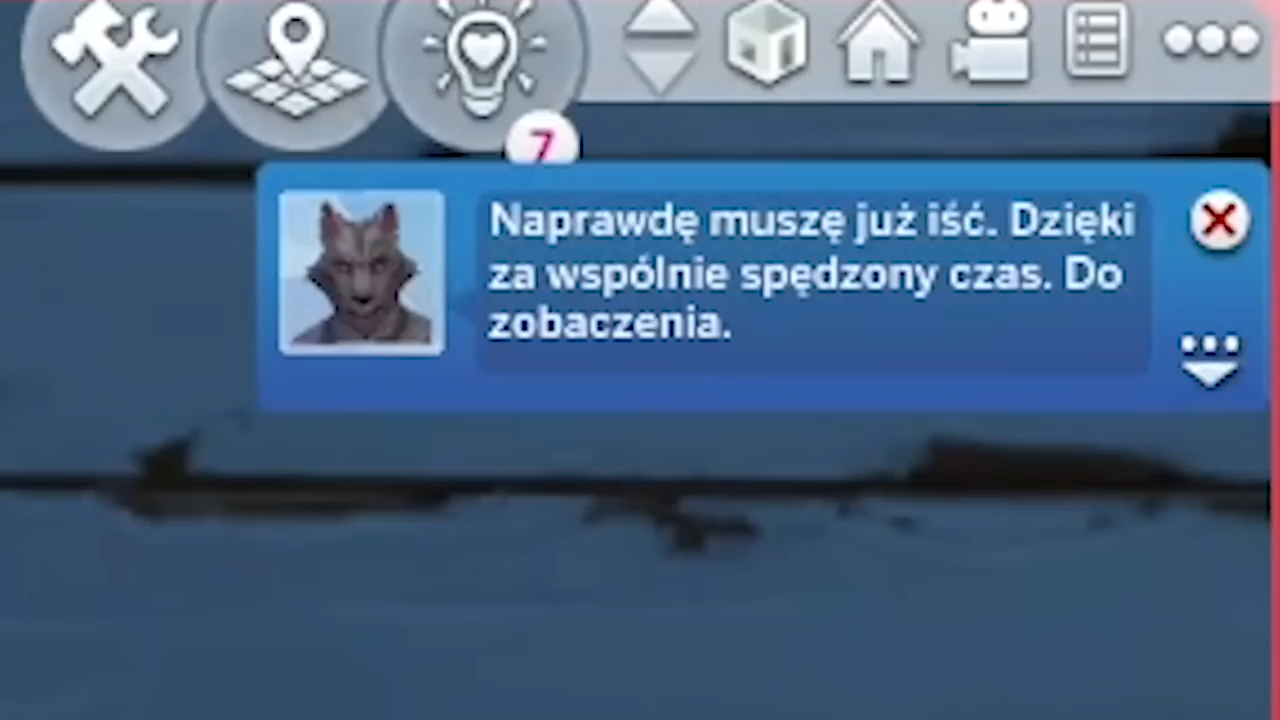 7
Naprawdę muszę już iść. Dzięki
za wspólnie spędzony czas. Do
zobaczenia.